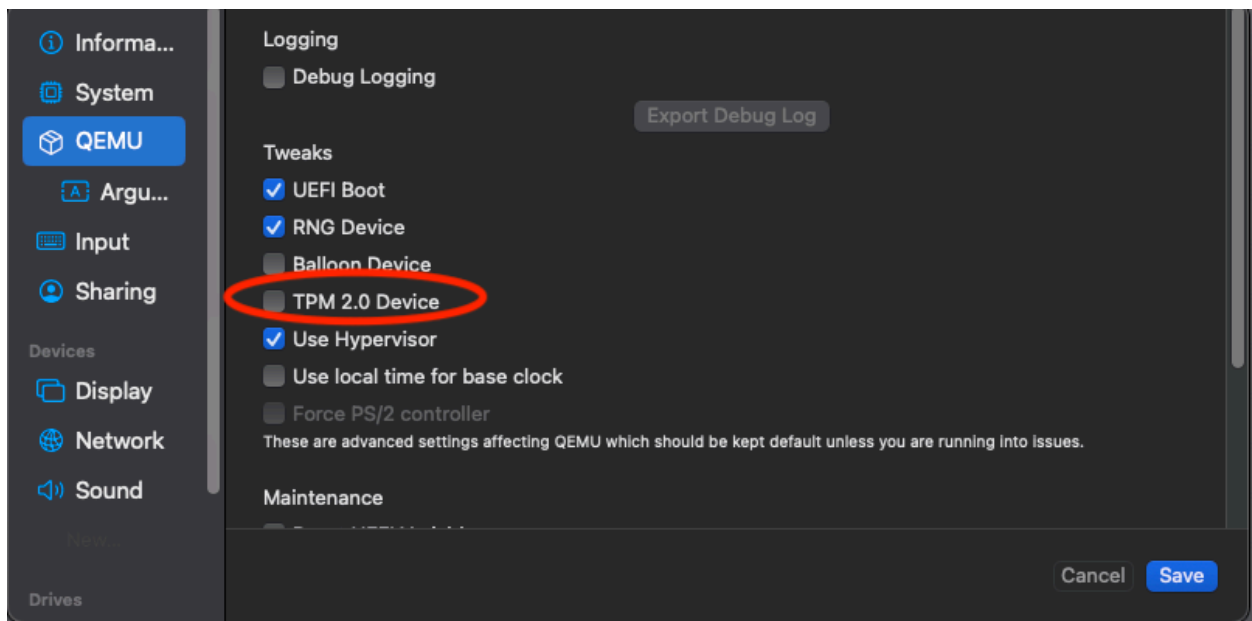 Informa...
System
QEMU
Argu...
Input
Sharing
Devices
Display
Network
Sound
New...
Drives
Logging
Debug Logging
Export Debug Log
Tweaks
UEFI Boot
RNG Device
Balloon Device
TPM 2.0 Device
Use Hypervisor
Use local time for base clock
Force PS/2 controller
These are advanced settings affecting QEMU which should be kept default unless you are running into issues.
Maintenance
Cancel
Save